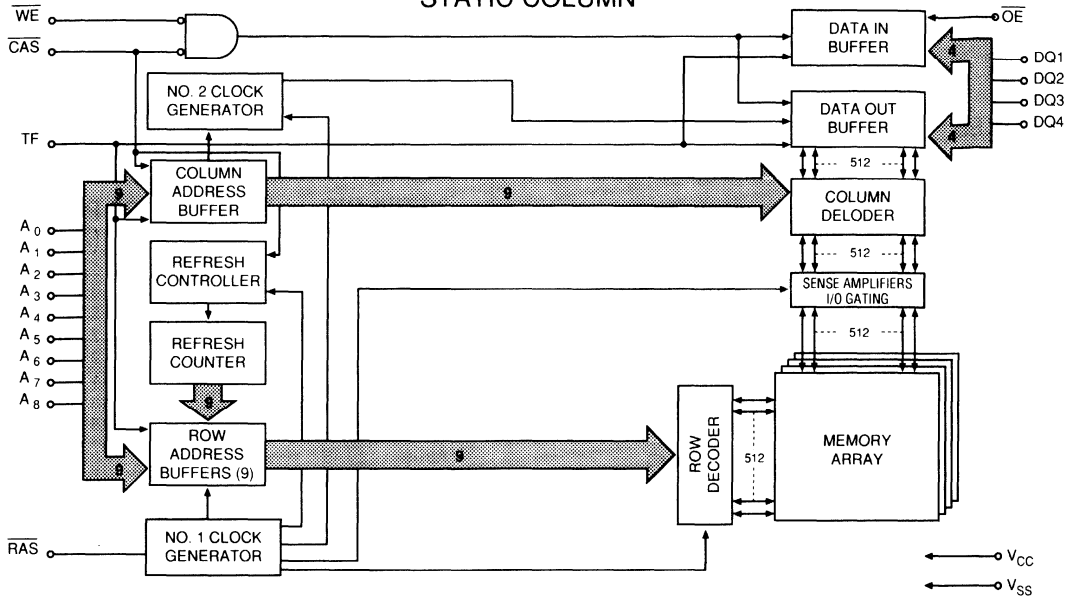 STATIC COLUMN
WE
CAS
TF
A0
A1
A2
A3
A4
A5
A6
A7
A8
RAS
NO. 2 CLOCK
GENERATOR
COLUMN
ADDRESS
BUFFER
REFRESH
CONTROLLER
REFRESH
COUNTER
ROW
ADDRESS
BUFFERS (9)
NO. 1 CLOCK
GENERATOR
9
9
9
9
9
DATA IN
BUFFER
DATA OUT
BUFFER
512
COLUMN
DELODER
512
SENSE AMPLIFIERS
I/O GATING
512
ROW
DECODER
512
MEMORY
ARRAY
OE
4
4
DQ1
DQ2
DQ3
DQ4
VCC
VSS